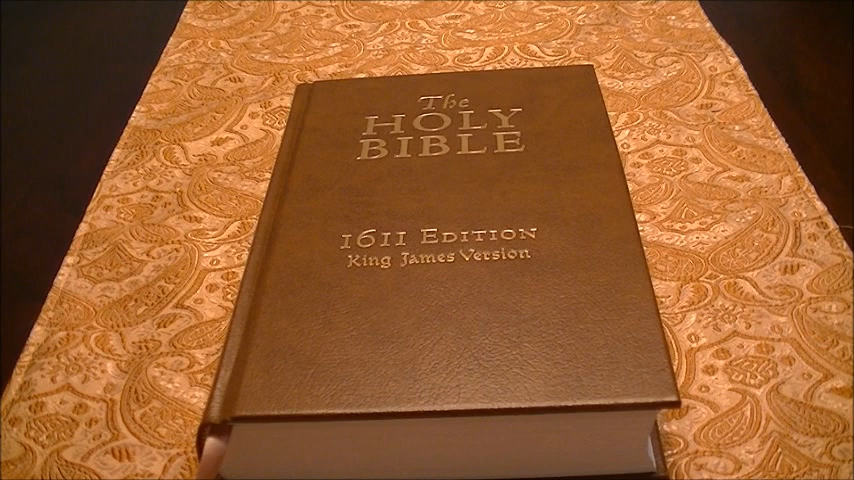 The
HOLY
BIBLE
1611 EDITION
King James Version